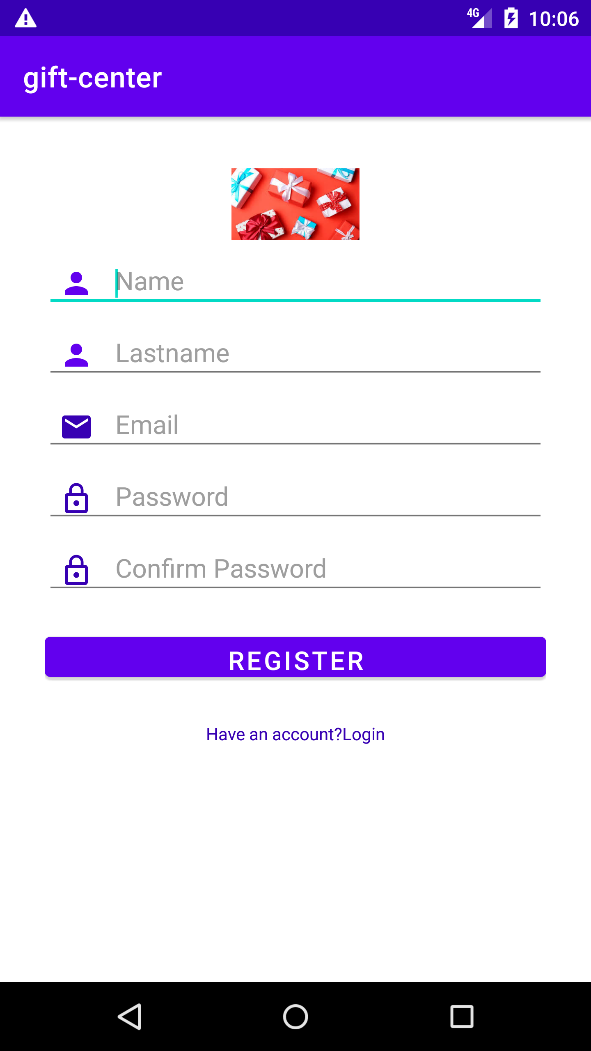 4G 10:06
gift-center
Name
Lastname
Email
Password
Confirm Password
REGISTER
Have an account?Login